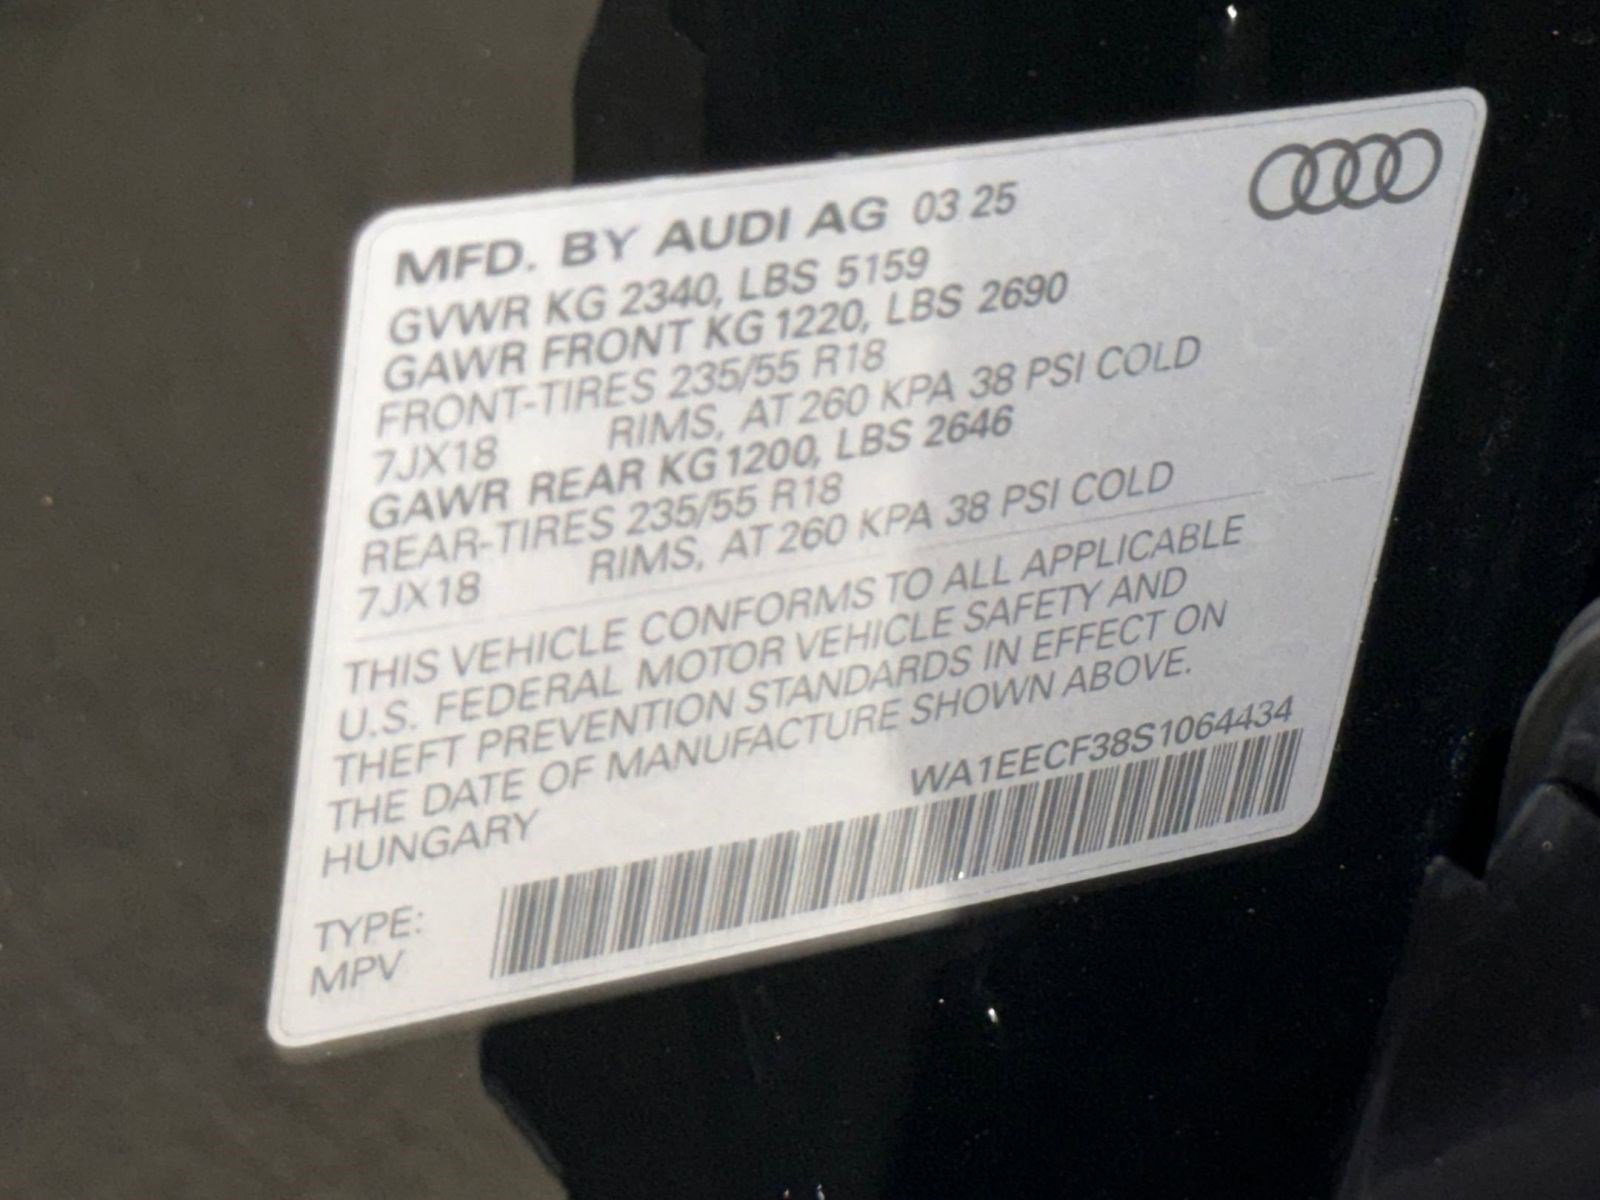 MFD. BY AUDI AG 03 25
GVWR KG 2340, LBS 5159
GAWR FRONT KG 1220, LBS 2690
FRONT-TIRES 235/55 R18
7JX18 RIMS, AT 260 KPA 38 PSI COLD
GAWR REAR KG 1200, LBS 2646
REAR-TIRES 235/55 R18
7JX18 RIMS, AT 260 KPA 38 PSI COLD
THIS VEHICLE CONFORMS TO ALL APPLICABLE
U.S. FEDERAL MOTOR VEHICLE SAFETY AND
THEFT PREVENTION STANDARDS IN EFFECT ON
THE DATE OF MANUFACTURE SHOWN ABOVE.
HUNGARY
WA1EECF38S1064434
TYPE:
MPV